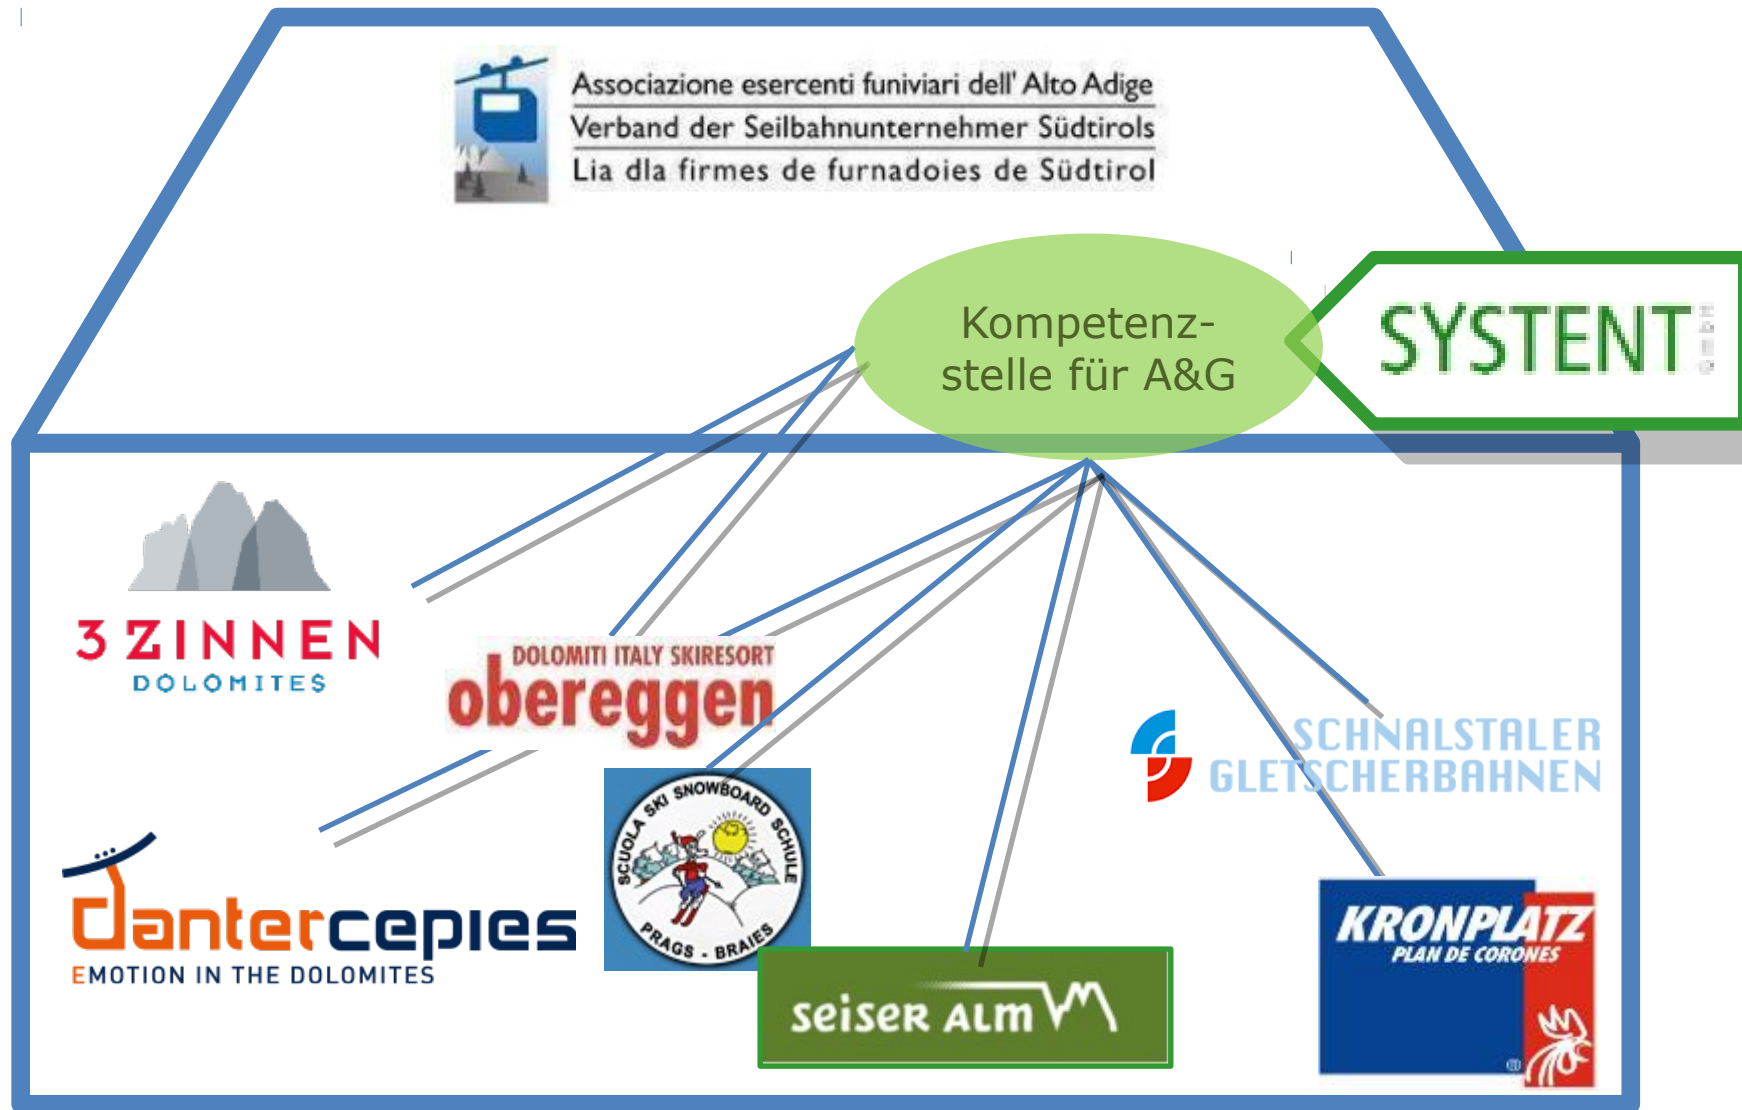 Associazione esercenti funiviari dell' Alto Adige
Verband der Seilbahnunternehmer Südtirols
Lia dla firmes de furnadoies de Südtirol
Kompetenz-
stelle für A&G
SYSTENT
3 ZINNEN
DOLOMITES
DOLOMITI ITALY SKIRESORT
obereggen
SCHNALSTALER
GLETSCHERBAHNEN
dantercepies
EMOTION IN THE DOLOMITES
SCUOLA SKI SNOWBOARD SCHULE
PRAGS - BRAIES
seiser ALM
KRONPLATZ
PLAN DE CORONES
®